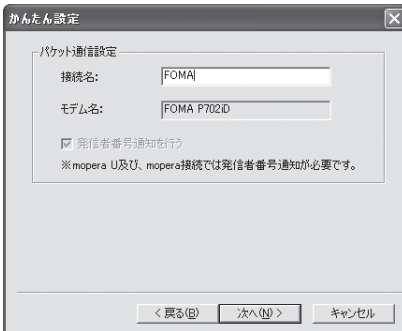 かんたん設定
パケット通信設定
接続名: FOMA
モデム名: FOMA P702iD
発信者番号通知を行う
※mopera U及び、mopera接続では発信者番号通知が必要です。
< 戻る(B) 次へ(N) > キャンセル